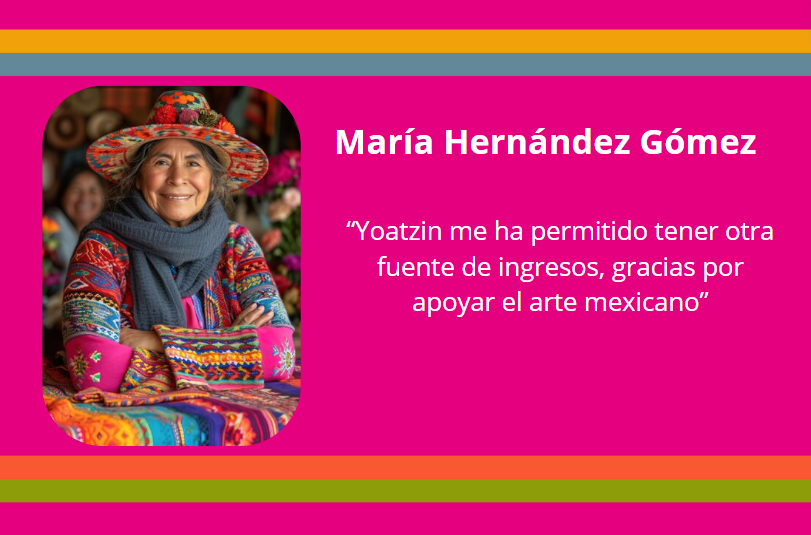 María Hernández Gómez
“Yoatzin me ha permitido tener otra
fuente de ingresos, gracias por
apoyar el arte mexicano”